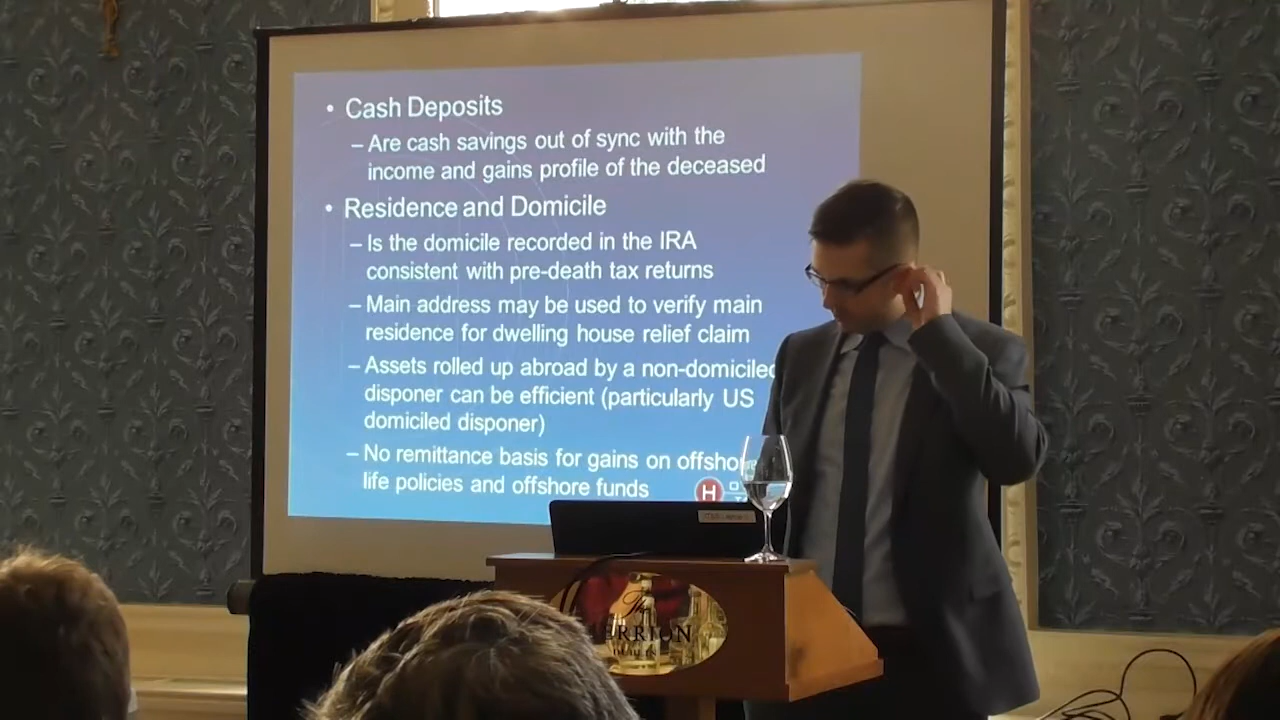 • Cash Deposits
– Are cash savings out of sync with the
income and gains profile of the deceased
• Residence and Domicile
– Is the domicile recorded in the IRA
consistent with pre-death tax returns
– Main address may be used to verify main
residence for dwelling house relief claim
– Assets rolled up abroad by a non-domiciled
disponer can be efficient (particularly US
domiciled disponer)
– No remittance basis for gains on offshore
life policies and offshore funds
H
The
MERRION
DUBLIN